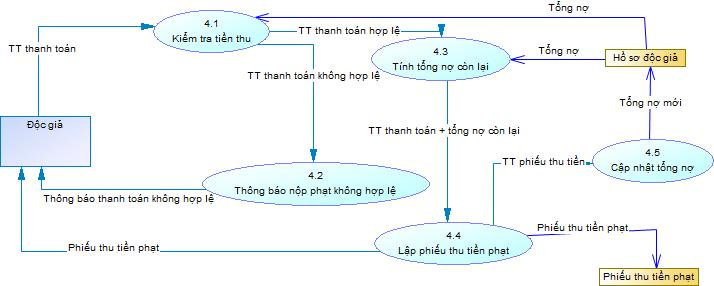 Tổng nợ
4.1
Kiểm tra tiền thu
TT thanh toán hợp lệ
TT thanh toán
4.3
Tính tổng nợ còn lại
Tổng nợ
Hồ sơ độc giả
TT thanh toán không hợp lệ
Tổng nợ mới
Độc giả
TT thanh toán + tổng nợ còn lại
4.5
Cập nhật tổng nợ
TT phiếu thu tiền
4.2
Thông báo nộp phạt không hợp lệ
Thông báo thanh toán không hợp lệ
Phiếu thu tiền phạt
4.4
Lập phiếu thu tiền phạt
Phiếu thu tiền phạt
Phiếu thu tiền phạt